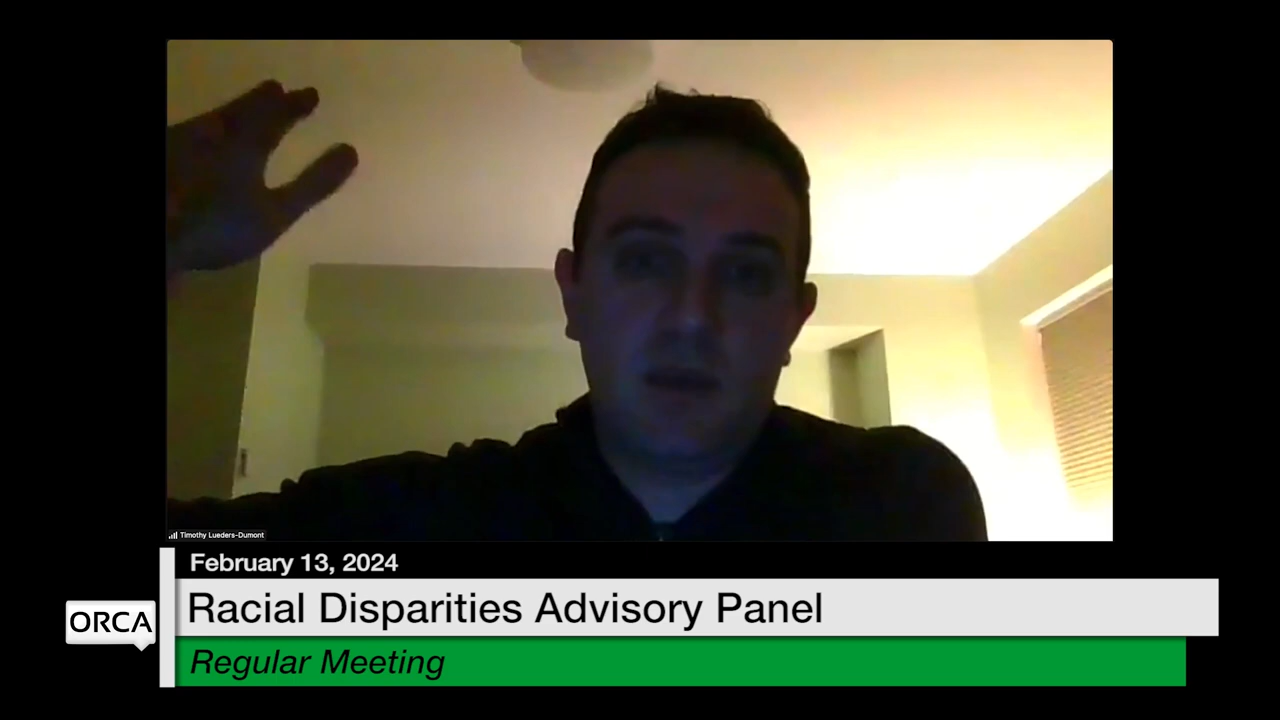 Timothy Lueders-Dumont
February 13, 2024
ORCA
Racial Disparities Advisory Panel
Regular Meeting